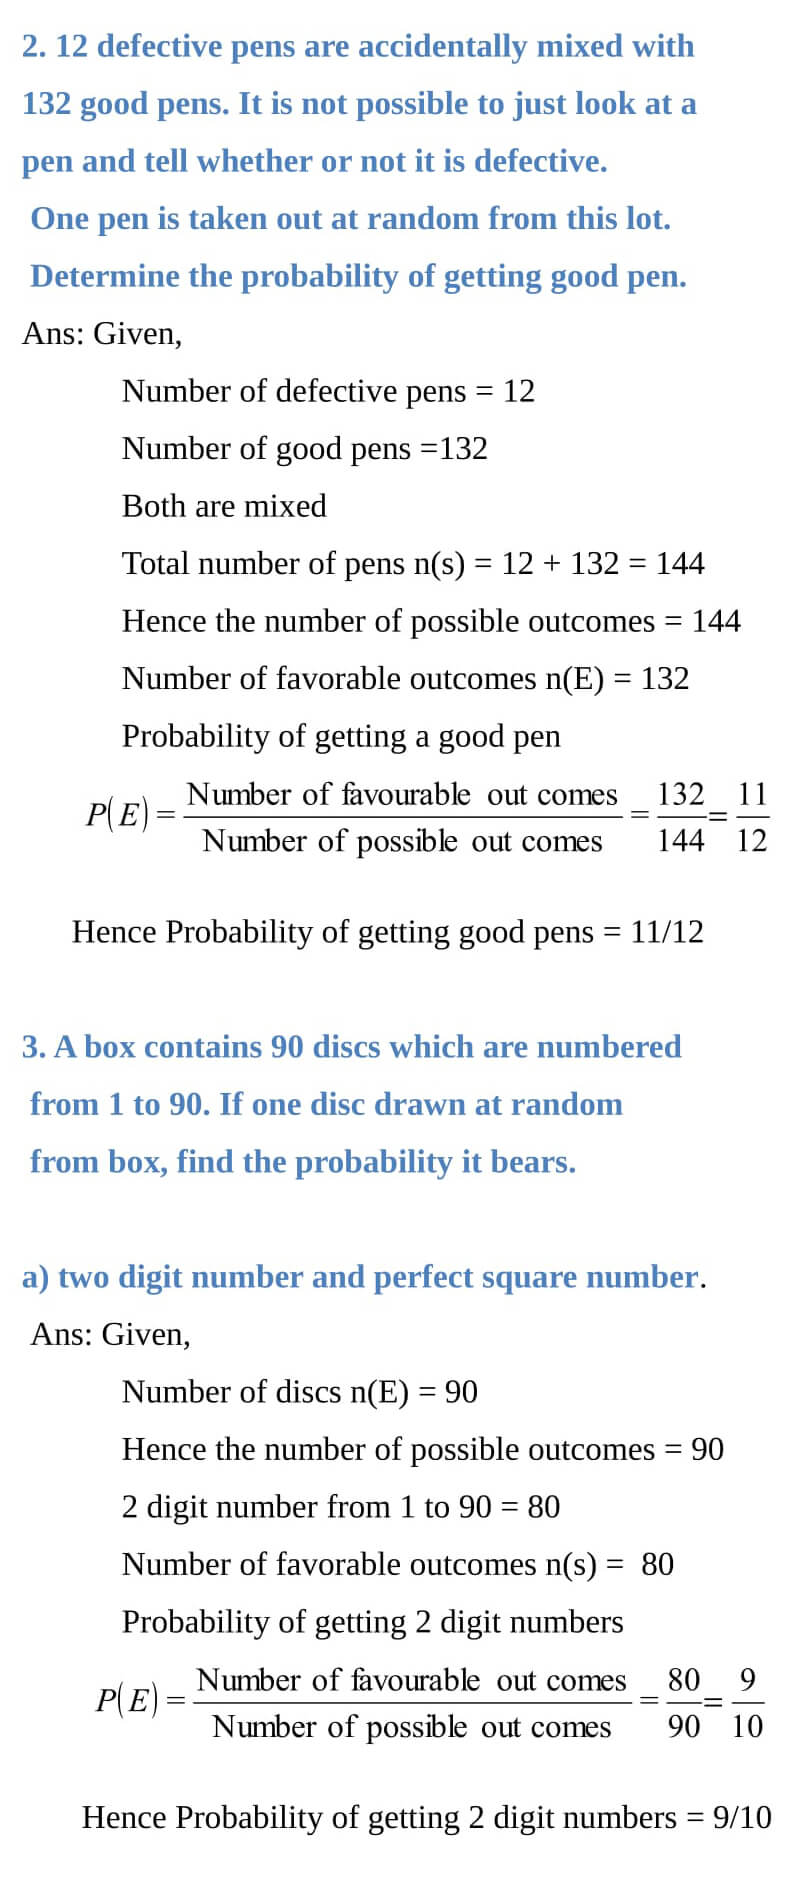 2. 12 defective pens are accidentally mixed with
132 good pens. It is not possible to just look at a
pen and tell whether or not it is defective.
One pen is taken out at random from this lot.
Determine the probability of getting good pen.
Ans: Given,
Number of defective pens = 12
Number of good pens =132
Both are mixed
Total number of pens n(s) = 12 + 132 = 144
Hence the number of possible outcomes = 144
Number of favorable outcomes n(E) = 132
Probability of getting a good pen
P(E) = Number of favourable out comes / Number of possible out comes = 132/144 = 11/12
Hence Probability of getting good pens = 11/12
3. A box contains 90 discs which are numbered
from 1 to 90. If one disc drawn at random
from box, find the probability it bears.
a) two digit number and perfect square number.
Ans: Given,
Number of discs n(E) = 90
Hence the number of possible outcomes = 90
2 digit number from 1 to 90 = 80
Number of favorable outcomes n(s) = 80
Probability of getting 2 digit numbers
P(E) = Number of favourable out comes / Number of possible out comes = 80/90 = 9/10
Hence Probability of getting 2 digit numbers = 9/10